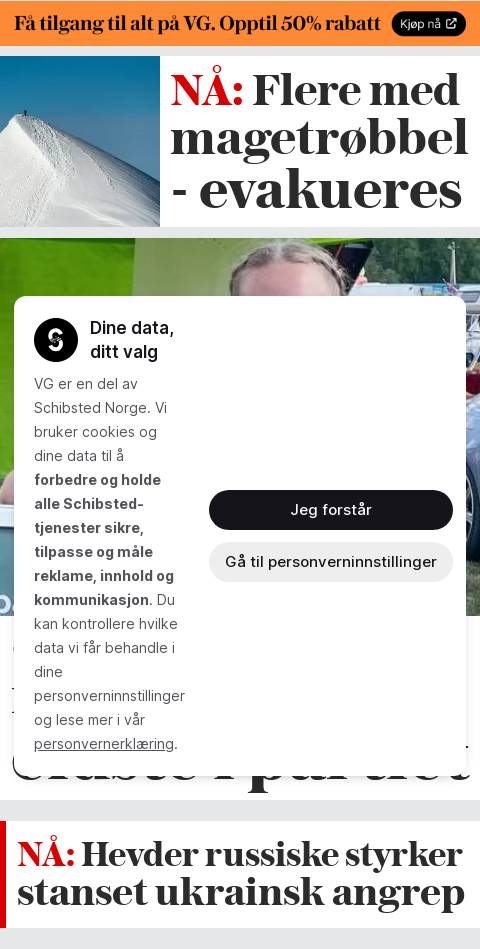 Få tilgang til alt på VG. Opptil 50% rabatt
Kjøp nå
NÅ: Flere med
magetrøbbel
- evakueres
Dine data,
ditt valg
VG er en del av
Schibsted Norge. Vi
bruker cookies og
dine data til å
forbedre og holde
alle Schibsted-
tjenester sikre,
tilpasse og måle
reklame, innhold og
kommunikasjon. Du
kan kontrollere hvilke
data vi får behandle i
dine
personverninnstillinger
og lese mer i vår
personvernerklæring.
Jeg forstår
Gå til personverninnstillinger
NÅ: Hevder russiske styrker
stanset ukrainsk angrep